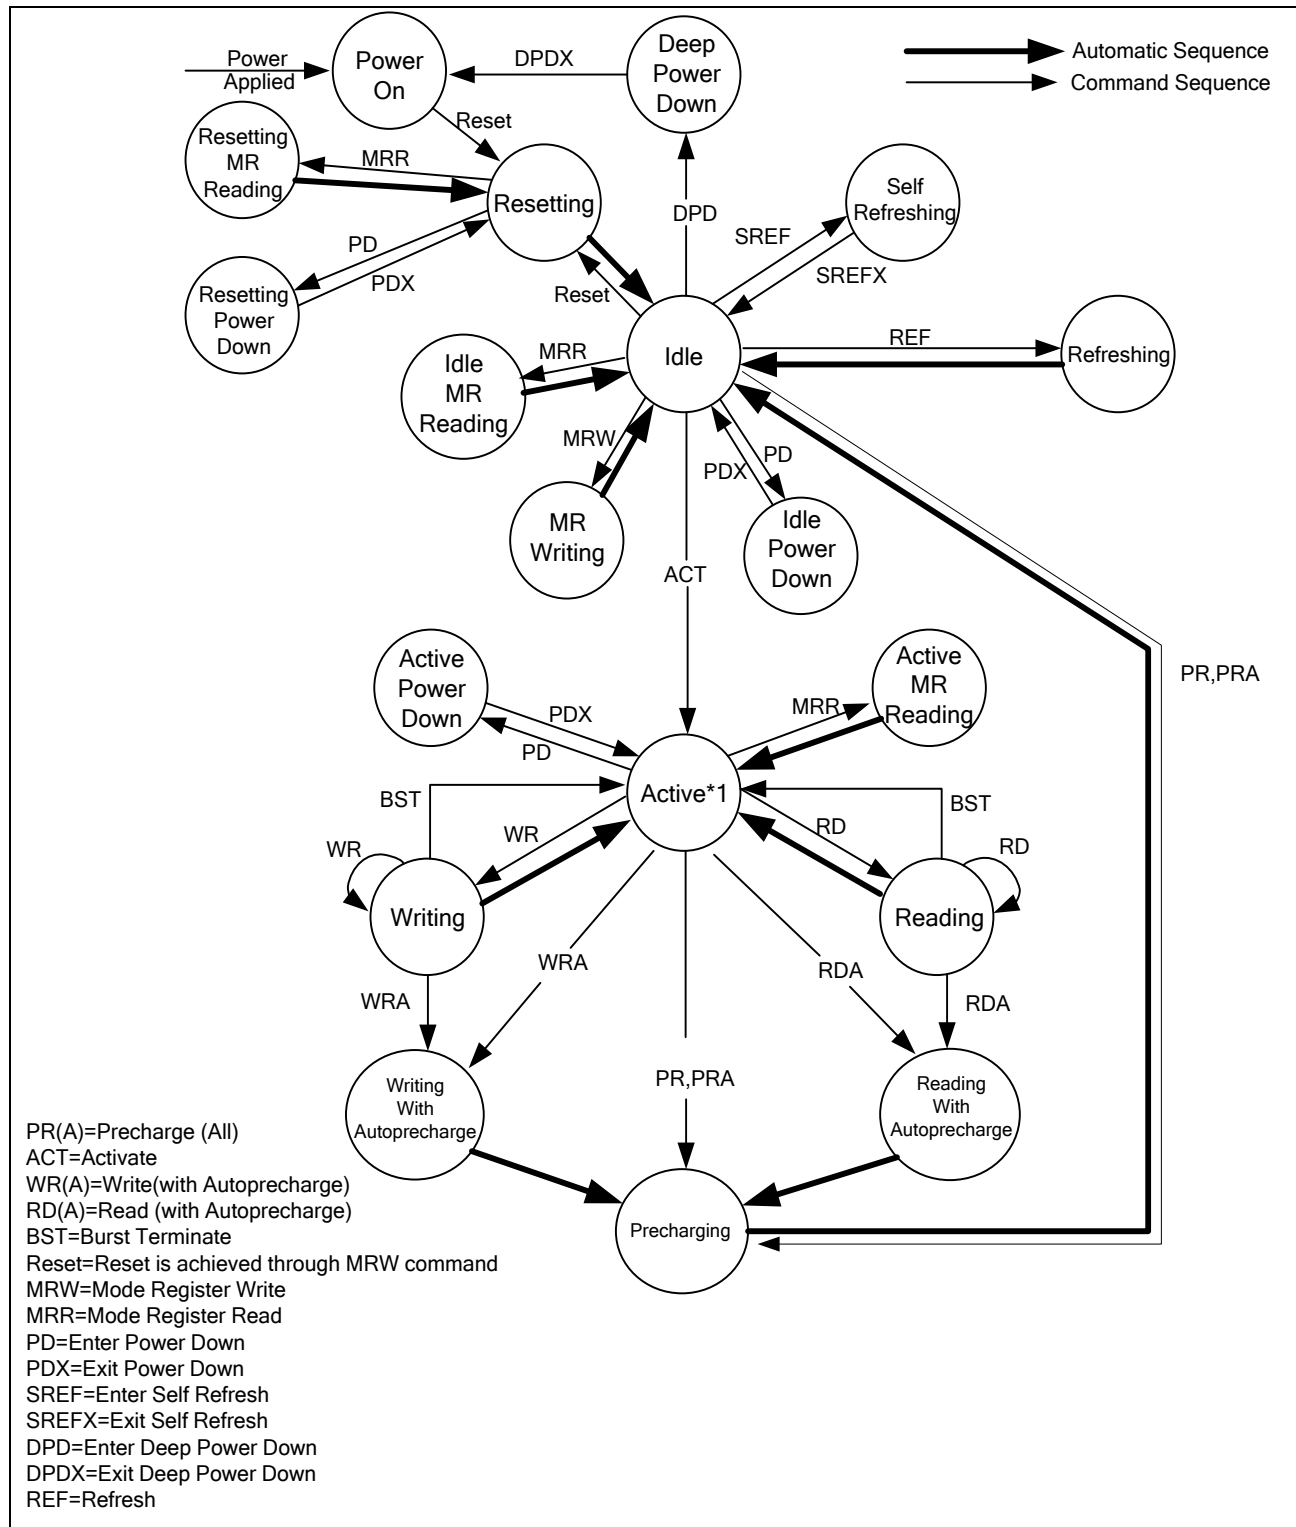 Power
Applied
Power
On
DPDX
Deep
Power
Down
Automatic Sequence
Command Sequence
Reset
Resetting
MR
Reading
MRR
Resetting
Self
Refreshing
DPD
SREF
SREFX
PD
PDX
Resetting
Power
Down
Reset
Idle
MR
Reading
MRR
Idle
REF
Refreshing
MRW
PD
PDX
MR
Writing
Idle
Power
Down
ACT
Active
Power
Down
PDX
PD
MRR
Active
MR
Reading
PR,PRA
Active*1
BST
BST
WR
RD
WR
RD
Writing
Reading
WRA
WRA
RDA
RDA
Writing
With
Autoprecharge
PR,PRA
Reading
With
Autoprecharge
Precharging
PR(A)=Precharge (All)
ACT=Activate
WR(A)=Write(with Autoprecharge)
RD(A)=Read (with Autoprecharge)
BST=Burst Terminate
Reset=Reset is achieved through MRW command
MRW=Mode Register Write
MRR=Mode Register Read
PD=Enter Power Down
PDX=Exit Power Down
SREF=Enter Self Refresh
SREFX=Exit Self Refresh
DPD=Enter Deep Power Down
DPDX=Exit Deep Power Down
REF=Refresh